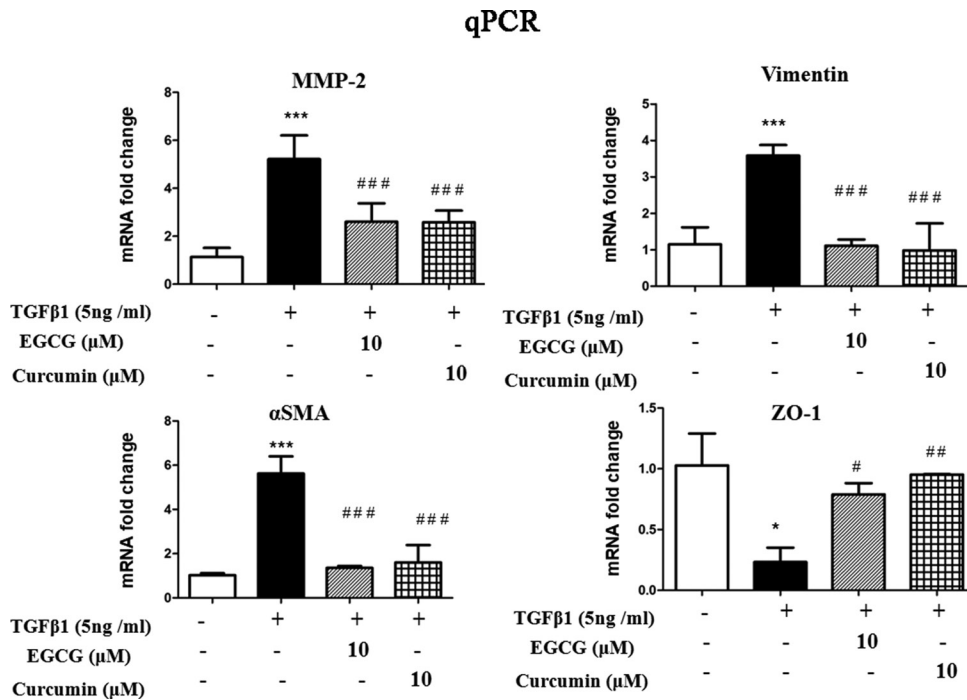 qPCR
MMP-2
mRNA fold change
8
6
4
2
0
***
###
###
TGFβ1 (5ng /ml) - + + +
EGCG (μM) - - 10 -
Curcumin (μM) - - - 10
Vimentin
mRNA fold change
5
4
3
2
1
0
***
###
###
TGFβ1 (5ng /ml) - + + +
EGCG (μM) - - 10 -
Curcumin (μM) - - - 10
αSMA
mRNA fold change
8
6
4
2
0
***
###
###
TGFβ1 (5ng /ml) - + + +
EGCG (μM) - - 10 -
Curcumin (μM) - - - 10
ZO-1
mRNA fold change
1.5
1.0
0.5
0.0
*
#
##
TGFβ1 (5ng /ml) - + + +
EGCG (μM) - - 10 -
Curcumin (μM) - - - 10